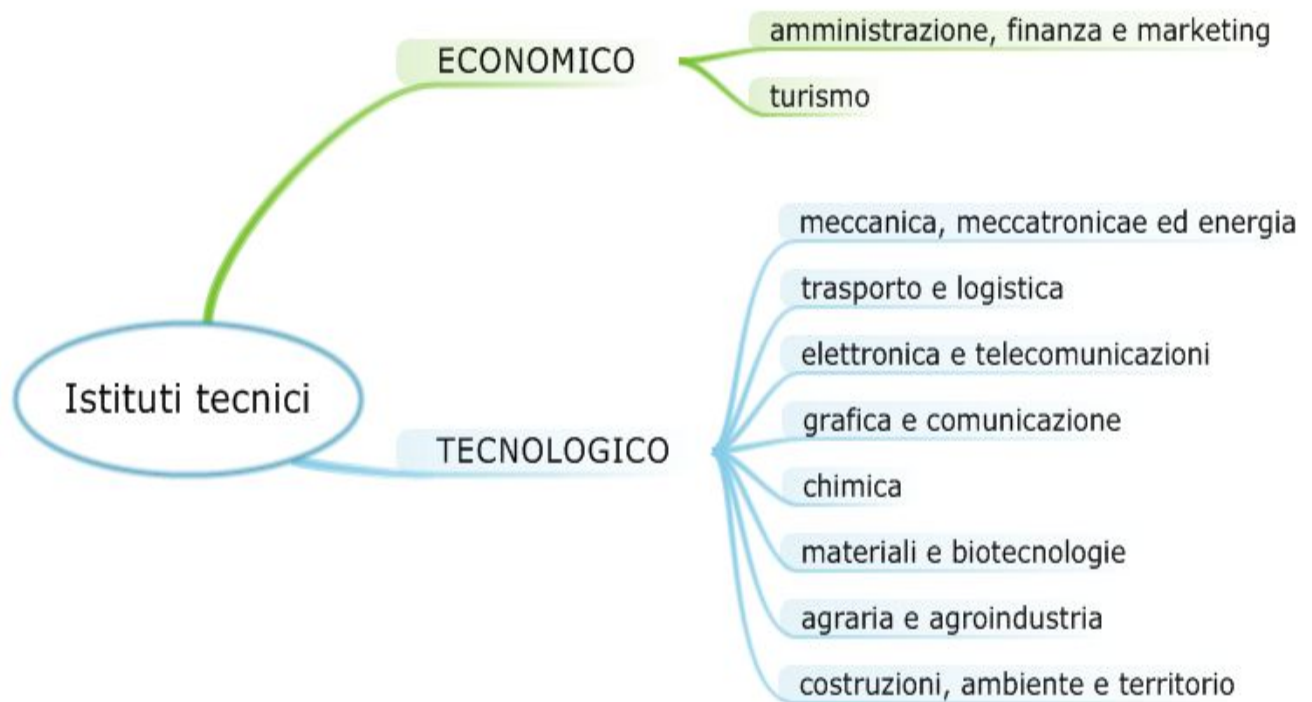 Istituti tecnici
ECONOMICO
amministrazione, finanza e marketing
turismo
TECNOLOGICO
meccanica, meccatronicae ed energia
trasporto e logistica
elettronica e telecomunicazioni
grafica e comunicazione
chimica
materiali e biotecnologie
agraria e agroindustria
costruzioni, ambiente e territorio